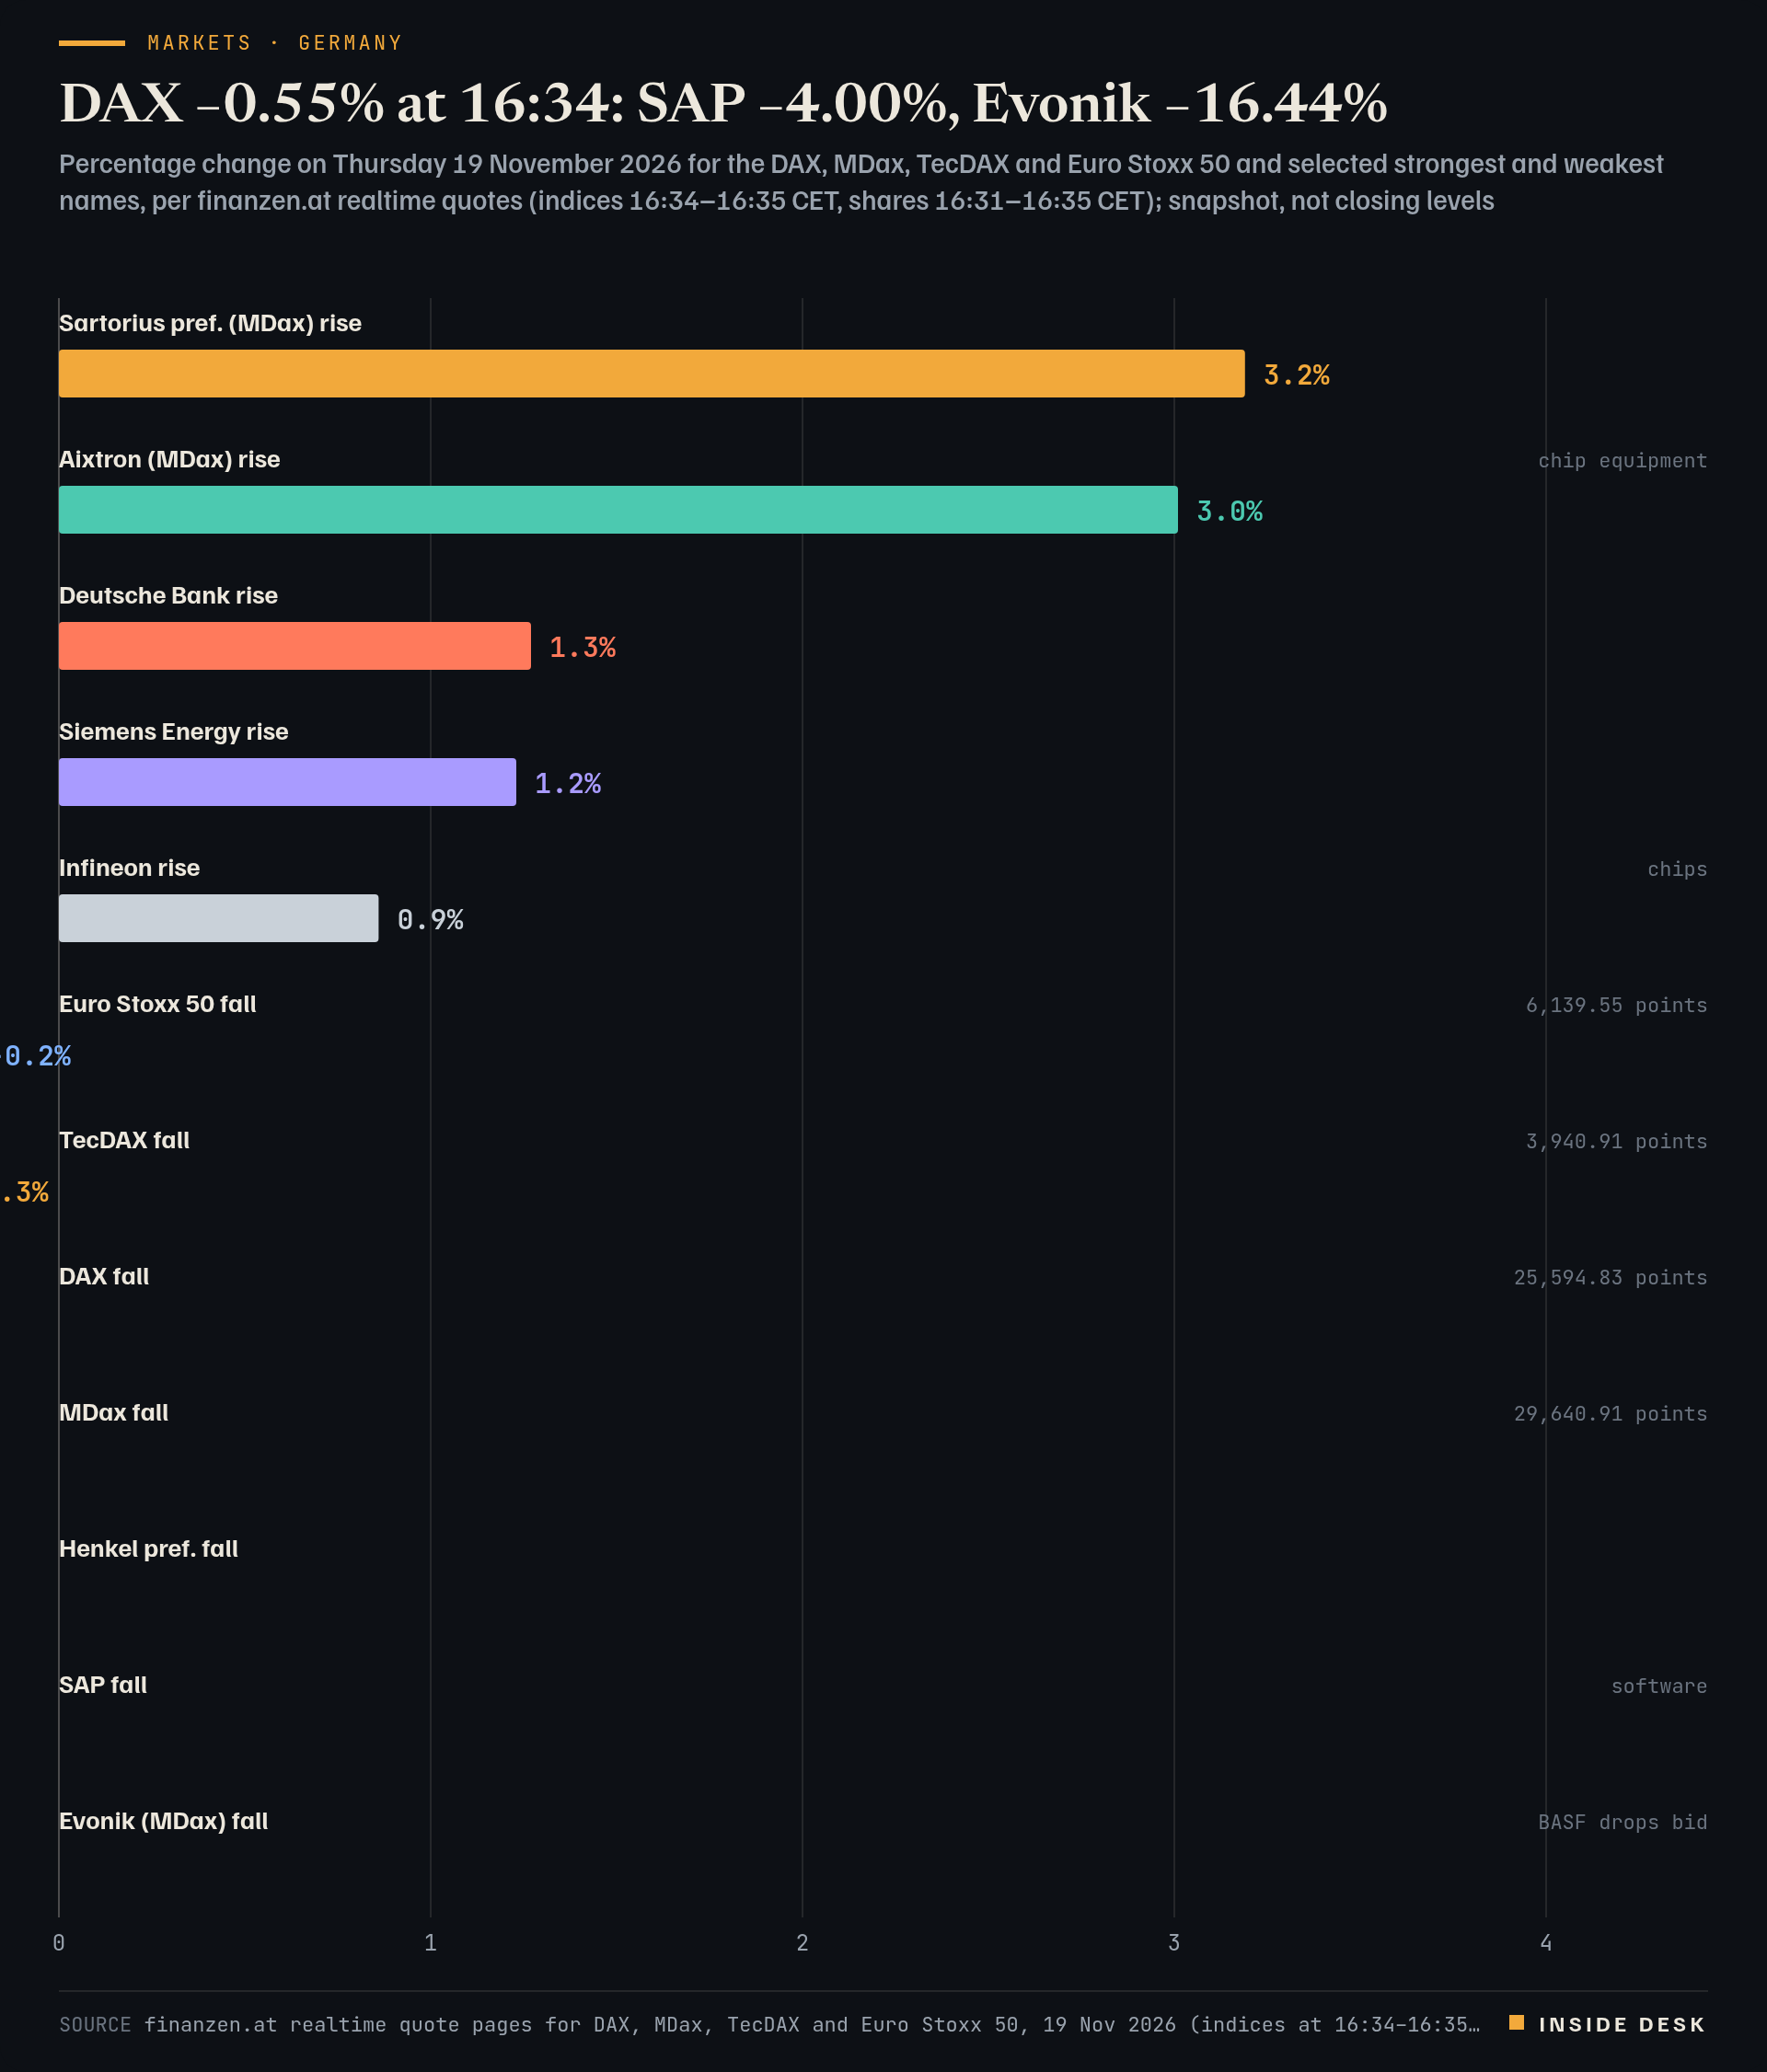 MARKETS · GERMANY
DAX −0.55% at 16:34: SAP −4.00%, Evonik −16.44%
Percentage change on Thursday 19 November 2026 for the DAX, MDax, TecDAX and Euro Stoxx 50 and selected strongest and weakest
names, per finanzen.at realtime quotes (indices 16:34–16:35 CET, shares 16:31–16:35 CET); snapshot, not closing levels
Sartorius pref. (MDax) rise
3.2%
Aixtron (MDax) rise
chip equipment
3.0%
Deutsche Bank rise
1.3%
Siemens Energy rise
1.2%
Infineon rise
chips
0.9%
Euro Stoxx 50 fall
6,139.55 points
0.2%
TecDAX fall
3,940.91 points
.3%
DAX fall
25,594.83 points
MDax fall
29,640.91 points
Henkel pref. fall
SAP fall
software
Evonik (MDax) fall
BASF drops bid
0 1 2 3 4
SOURCE finanzen.at realtime quote pages for DAX, MDax, TecDAX and Euro Stoxx 50, 19 Nov 2026 (indices at 16:34–16:35…
INSIDE DESK